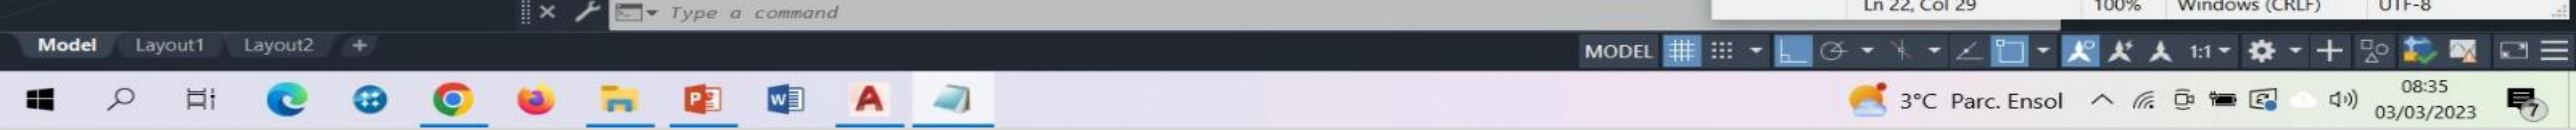 Type a command
Ln 22, Col 29 100% Windows (CRLF) UTF-8
Model Layout1 Layout2 +
MODEL 1:1
3°C Parc. Ensol
08:35
03/03/2023
7